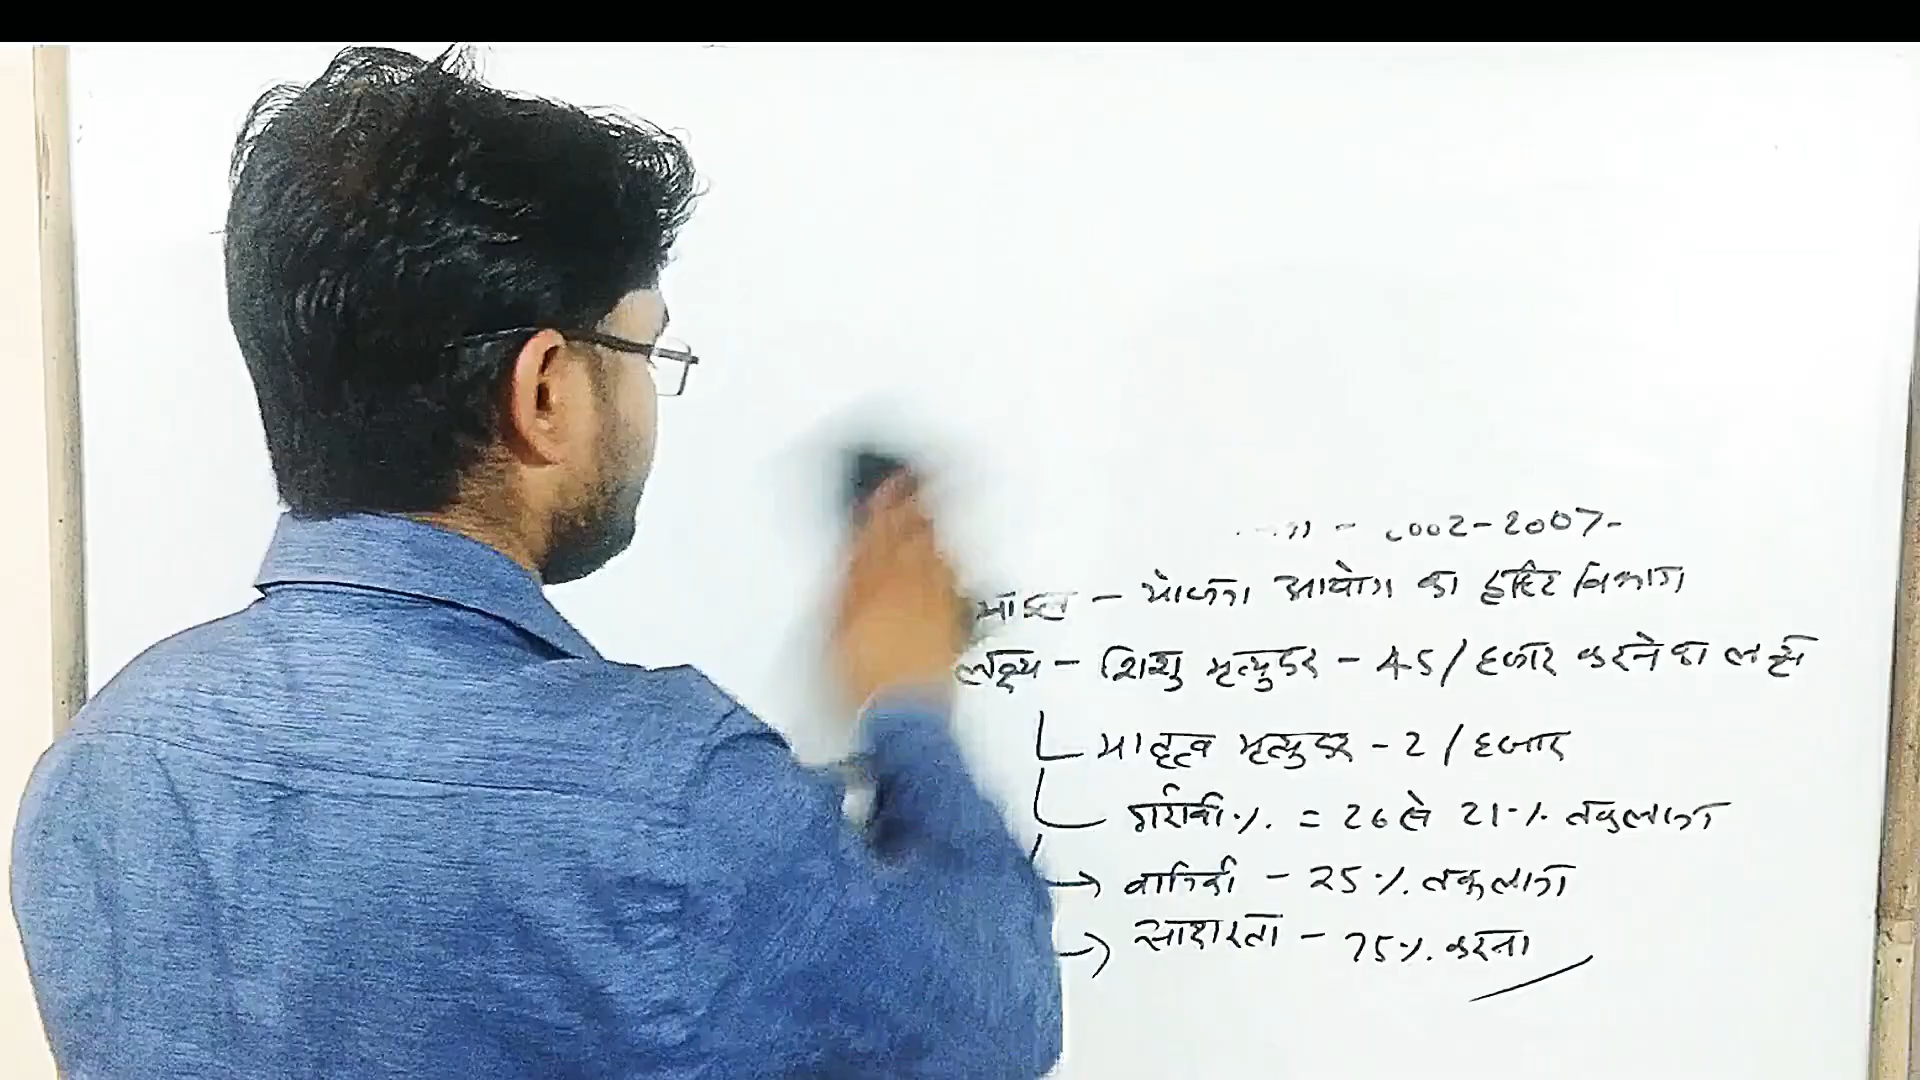 - 2002-2007-
मॉडल - योजना आयोग का दृष्टि विभाग
लक्ष्य - शिशु मृत्युदर - 45/हजार करने का लक्ष्य
मातृत्व मृत्युदर - 2/हजार
गरीबी % = 26 से 21% तक लाना
वानिकी - 25% तक लाना
साक्षरता - 75% करना